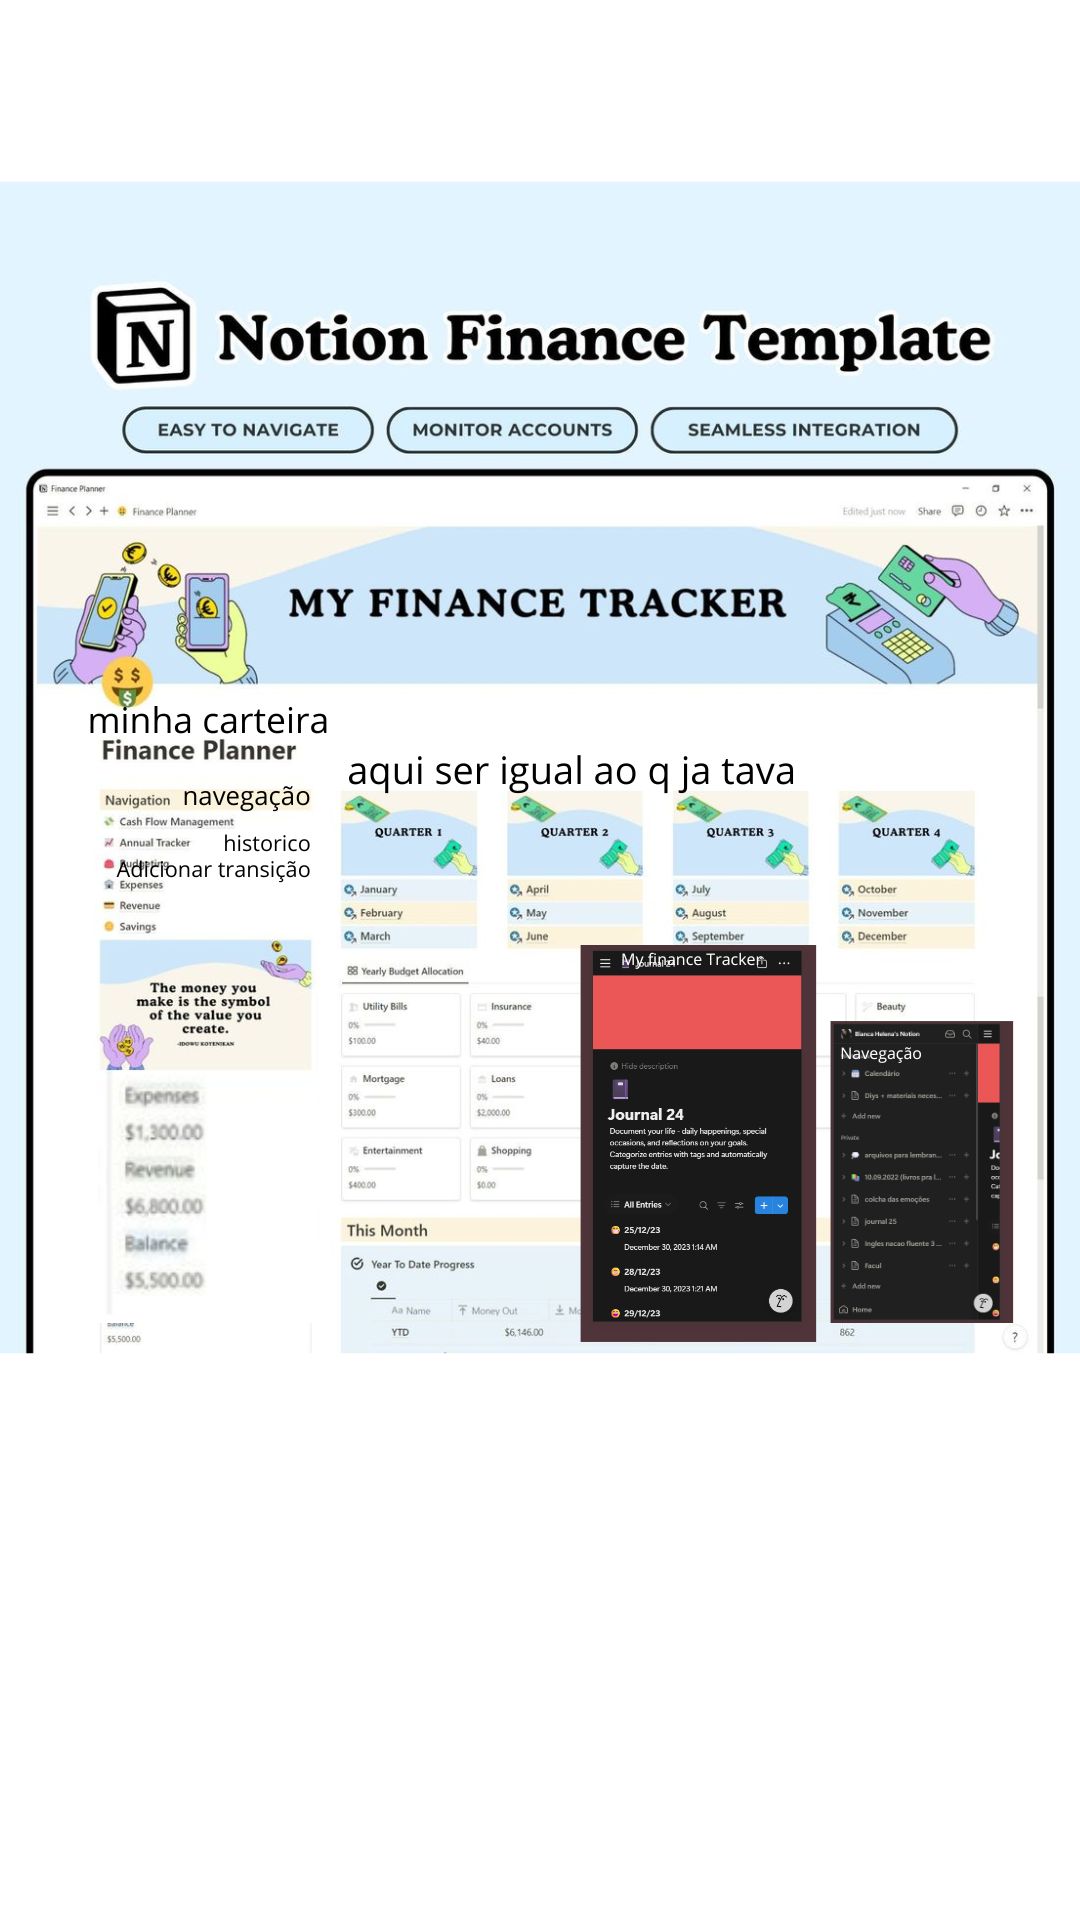 N Notion Finance Template
EASY TO NAVIGATE
MONITOR ACCOUNTS
SEAMLESS INTEGRATION
Finance Planner
Finance Planner
Edited just now
Share
MY FINANCE TRACKER
minha carteira
Finance Planner
aqui ser igual ao q ja tava
Navigation
navegação
Cash Flow Management
Annual Tracker
historico
Budgeting
Adicionar transição
Expenses
Revenue
Savings
QUARTER 1
January
February
March
QUARTER 2
April
May
June
QUARTER 3
July
August
September
QUARTER 4
October
November
December
The money you
make is the symbol
of the value you
create.
-IDOWU KOYENIKAN
Expenses
$1,300.00
Revenue
$6,800.00
Balance
$5,500.00
$5,500.00
Yearly Budget Allocation
Utility Bills
0%
$100.00
Insurance
0%
$40.00
Beauty
Mortgage
0%
$300.00
Loans
0%
$2,000.00
Entertainment
0%
$400.00
Shopping
0%
$0.00
This Month
Year To Date Progress
Aa Name
Money Out
Mo
YTD
$6,146.00
862
My finance Tracker
Journal 24
Hide description
Journal 24
Document your life - daily happenings, special
occasions, and reflections on your goals.
Categorize entries with tags and automatically
capture the date.
All Entries
25/12/23
December 30, 2023 1:14 AM
28/12/23
December 30, 2023 1:21 AM
29/12/23
Bianca Helena's Notion
Navegação
Calendário
Diys + materiais neces...
Add new
Private
arquivos para lembran...
10.09.2022 (livros pra l...
colcha das emoções
journal 25
Ingles nacao fluente 3 ...
Facul
Add new
Home
Jo
Do
occ
Cat
cap
?